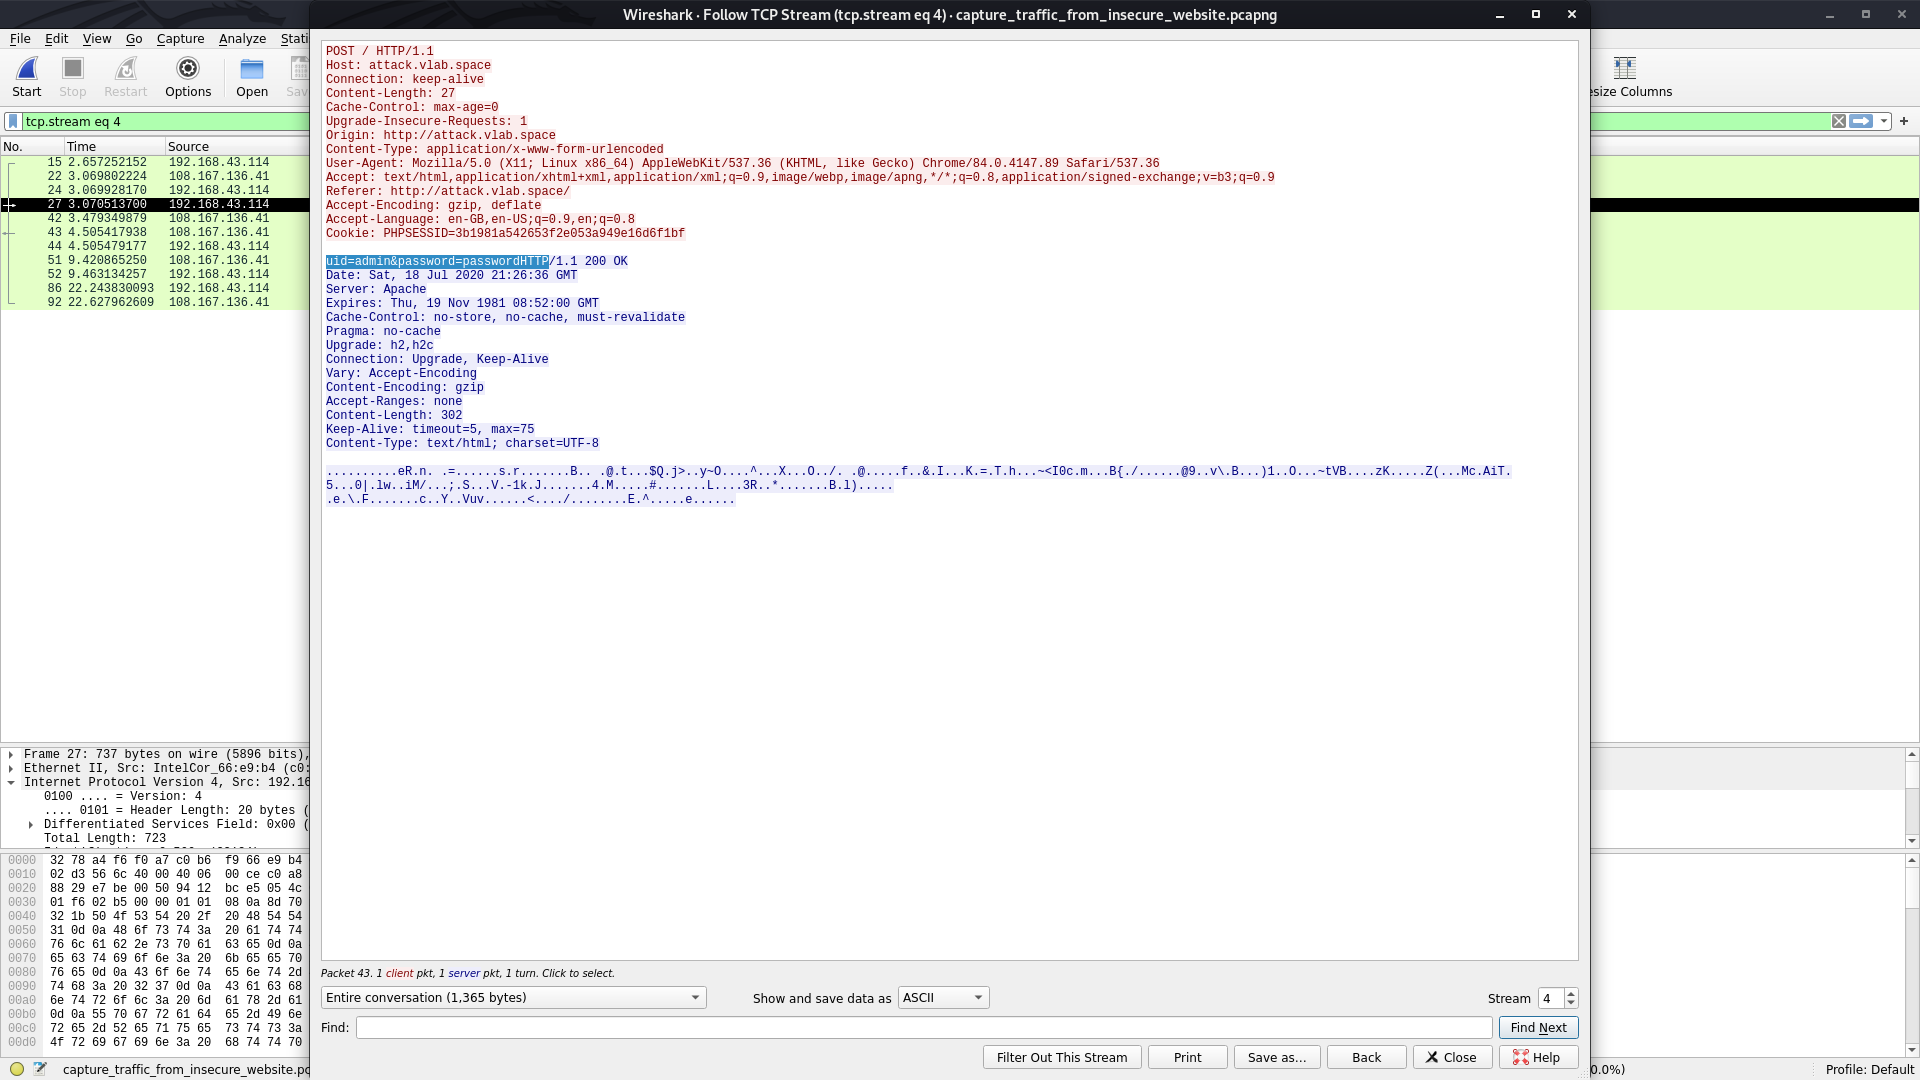 Wireshark · Follow TCP Stream (tcp.stream eq 4) · capture_traffic_from_insecure_website.pcapng
File Edit View Go Capture Analyze Stati
Start Stop Restart Options Open Sav
esize Columns
tcp.stream eq 4
No. Time Source
15 2.657252152 192.168.43.114
22 3.069802224 108.167.136.41
24 3.069928170 192.168.43.114
27 3.070513700 192.168.43.114
42 3.479349879 108.167.136.41
43 4.505417938 108.167.136.41
44 4.505479177 192.168.43.114
51 9.420865250 108.167.136.41
52 9.463134257 192.168.43.114
86 22.243830093 192.168.43.114
92 22.627962609 108.167.136.41
POST / HTTP/1.1
Host: attack.vlab.space
Connection: keep-alive
Content-Length: 27
Cache-Control: max-age=0
Upgrade-Insecure-Requests: 1
Origin: http://attack.vlab.space
Content-Type: application/x-www-form-urlencoded
User-Agent: Mozilla/5.0 (X11; Linux x86_64) AppleWebKit/537.36 (KHTML, like Gecko) Chrome/84.0.4147.89 Safari/537.36
Accept: text/html,application/xhtml+xml,application/xml;q=0.9,image/webp,image/apng,*/*;q=0.8,application/signed-exchange;v=b3;q=0.9
Referer: http://attack.vlab.space/
Accept-Encoding: gzip, deflate
Accept-Language: en-GB,en-US;q=0.9,en;q=0.8
Cookie: PHPSESSID=3b1981a542653f2e053a949e16d6f1bf
uid=admin&password=passwordHTTP/1.1 200 OK
Date: Sat, 18 Jul 2020 21:26:36 GMT
Server: Apache
Expires: Thu, 19 Nov 1981 08:52:00 GMT
Cache-Control: no-store, no-cache, must-revalidate
Pragma: no-cache
Upgrade: h2,h2c
Connection: Upgrade, Keep-Alive
Vary: Accept-Encoding
Content-Encoding: gzip
Accept-Ranges: none
Content-Length: 302
Keep-Alive: timeout=5, max=75
Content-Type: text/html; charset=UTF-8
..........eR.n. .=......s.r.......B.. .@.t...$Q.j>..y~O....^...X...O../. .@.....f..&.I...K.=.T.h...~<I0c.m...B{./......@9..v\.B...)1..O...~tVB....zK.....Z(...Mc.AiT.
5...0|.lw..iM/...;.S...V.-1k.J.......4.M.....#.......L....3R..*.......B.l).....
.e.\.F.......c..Y..Vuv......<..../........E.^.....e......
Frame 27: 737 bytes on wire (5896 bits),
Ethernet II, Src: IntelCor_66:e9:b4 (c0:
Internet Protocol Version 4, Src: 192.16
0100 .... = Version: 4
.... 0101 = Header Length: 20 bytes (
Differentiated Services Field: 0x00 (
Total Length: 723
0000 32 78 a4 f6 f0 a7 c0 b6 f9 66 e9 b4
0010 02 d3 56 6c 40 00 40 06 00 ce c0 a8
0020 88 29 e7 be 00 50 94 12 bc e5 05 4c
0030 01 f6 02 b5 00 00 01 01 08 0a 8d 70
0040 32 1b 50 4f 53 54 20 2f 20 48 54 54
0050 31 0d 0a 48 6f 73 74 3a 20 61 74 74
0060 76 6c 61 62 2e 73 70 61 63 65 0d 0a
0070 65 63 74 69 6f 6e 3a 20 6b 65 65 70
0080 76 65 0d 0a 43 6f 6e 74 65 6e 74 2d
0090 74 68 3a 20 32 37 0d 0a 43 61 63 68
00a0 6e 74 72 6f 6c 3a 20 6d 61 78 2d 61
00b0 0d 0a 55 70 67 72 61 64 65 2d 49 6e
00c0 72 65 2d 52 65 71 75 65 73 74 73 3a
00d0 4f 72 69 67 69 6e 3a 20 68 74 74 70
Packet 43. 1 client pkt, 1 server pkt, 1 turn. Click to select.
Entire conversation (1,365 bytes) Show and save data as ASCII Stream 4
Find: Find Next
Filter Out This Stream Print Save as… Back Close Help
capture_traffic_from_insecure_website.pc
0.0%) Profile: Default